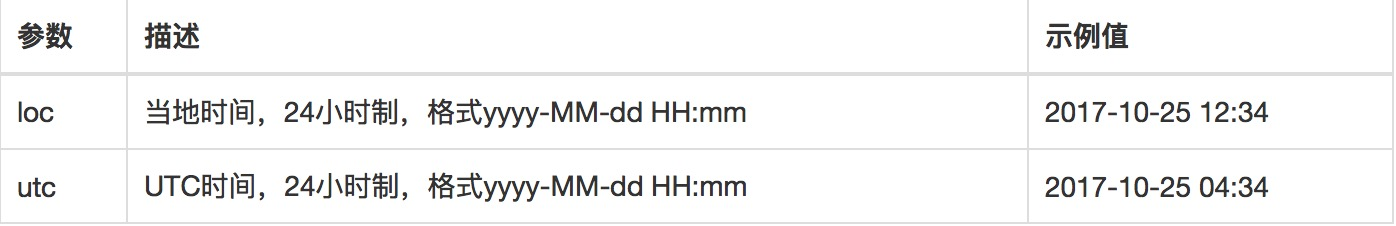 参数 描述 示例值
loc 当地时间，24小时制，格式yyyy-MM-dd HH:mm 2017-10-25 12:34
utc UTC时间，24小时制，格式yyyy-MM-dd HH:mm 2017-10-25 04:34